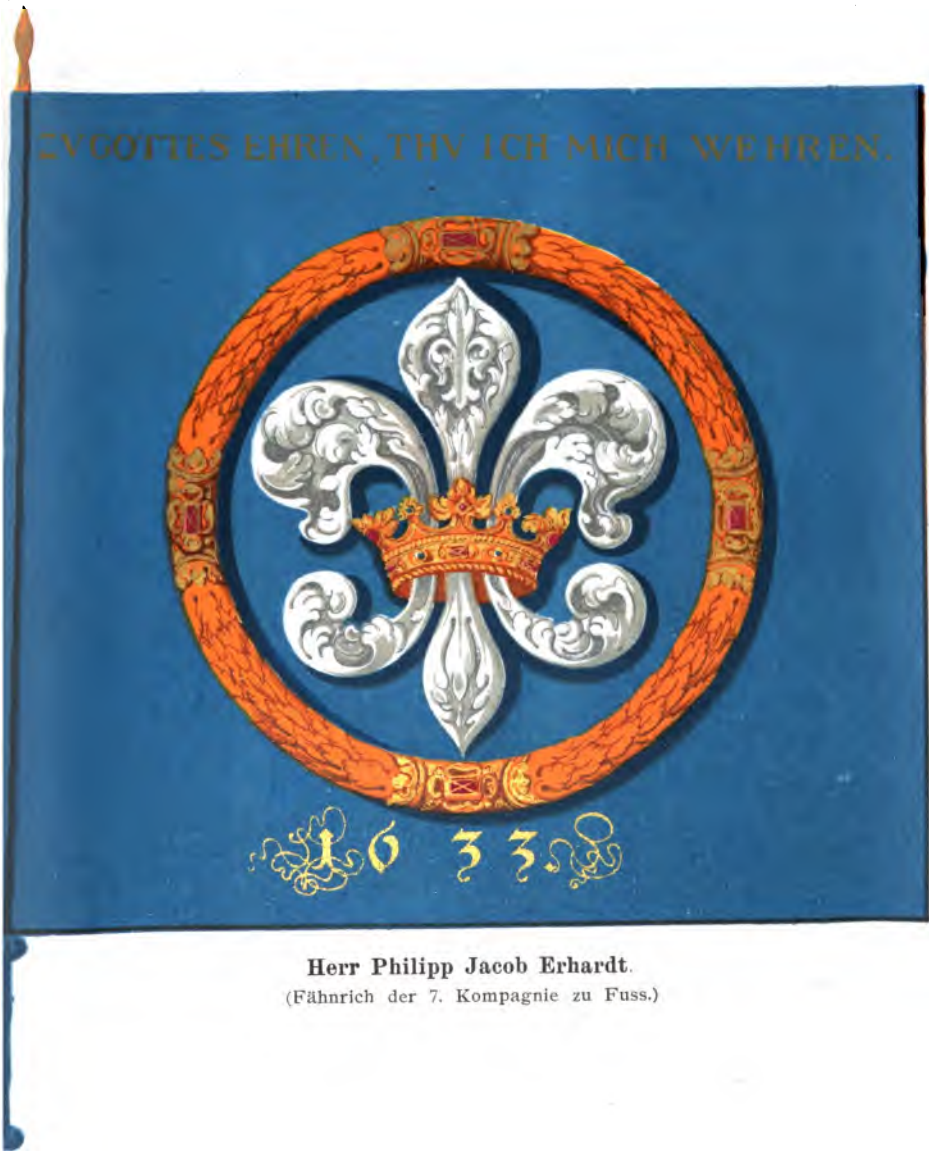 ZV GOTTES EHREN, THV ICH MICH WEHREN.
1633.
Herr Philipp Jacob Erhardt.
(Fähnrich der 7. Kompagnie zu Fuss.)